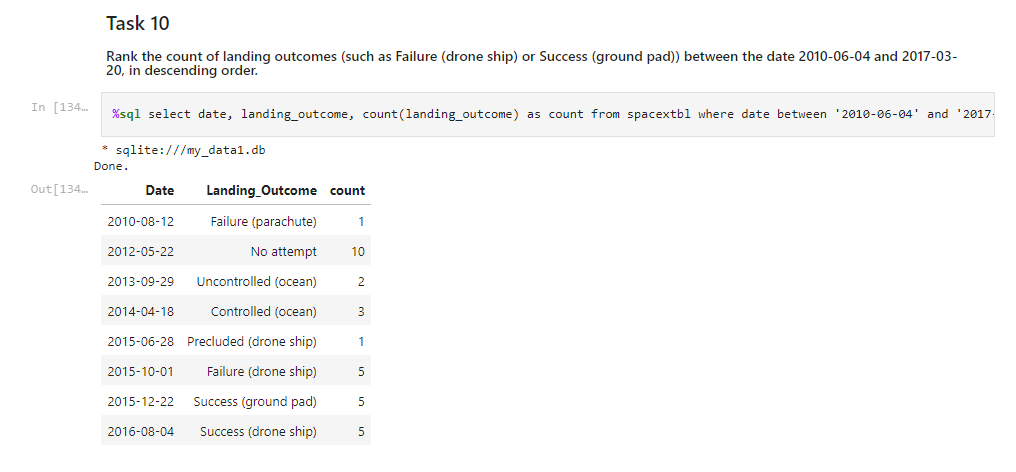 Task 10
Rank the count of landing outcomes (such as Failure (drone ship) or Success (ground pad)) between the date 2010-06-04 and 2017-03-
20, in descending order.
In [134…
%sql select date, landing_outcome, count(landing_outcome) as count from spacextbl where date between '2010-06-04' and '2017-
* sqlite:///my_data1.db
Done.
Out[134…
Date Landing_Outcome count
2010-08-12 Failure (parachute) 1
2012-05-22 No attempt 10
2013-09-29 Uncontrolled (ocean) 2
2014-04-18 Controlled (ocean) 3
2015-06-28 Precluded (drone ship) 1
2015-10-01 Failure (drone ship) 5
2015-12-22 Success (ground pad) 5
2016-08-04 Success (drone ship) 5